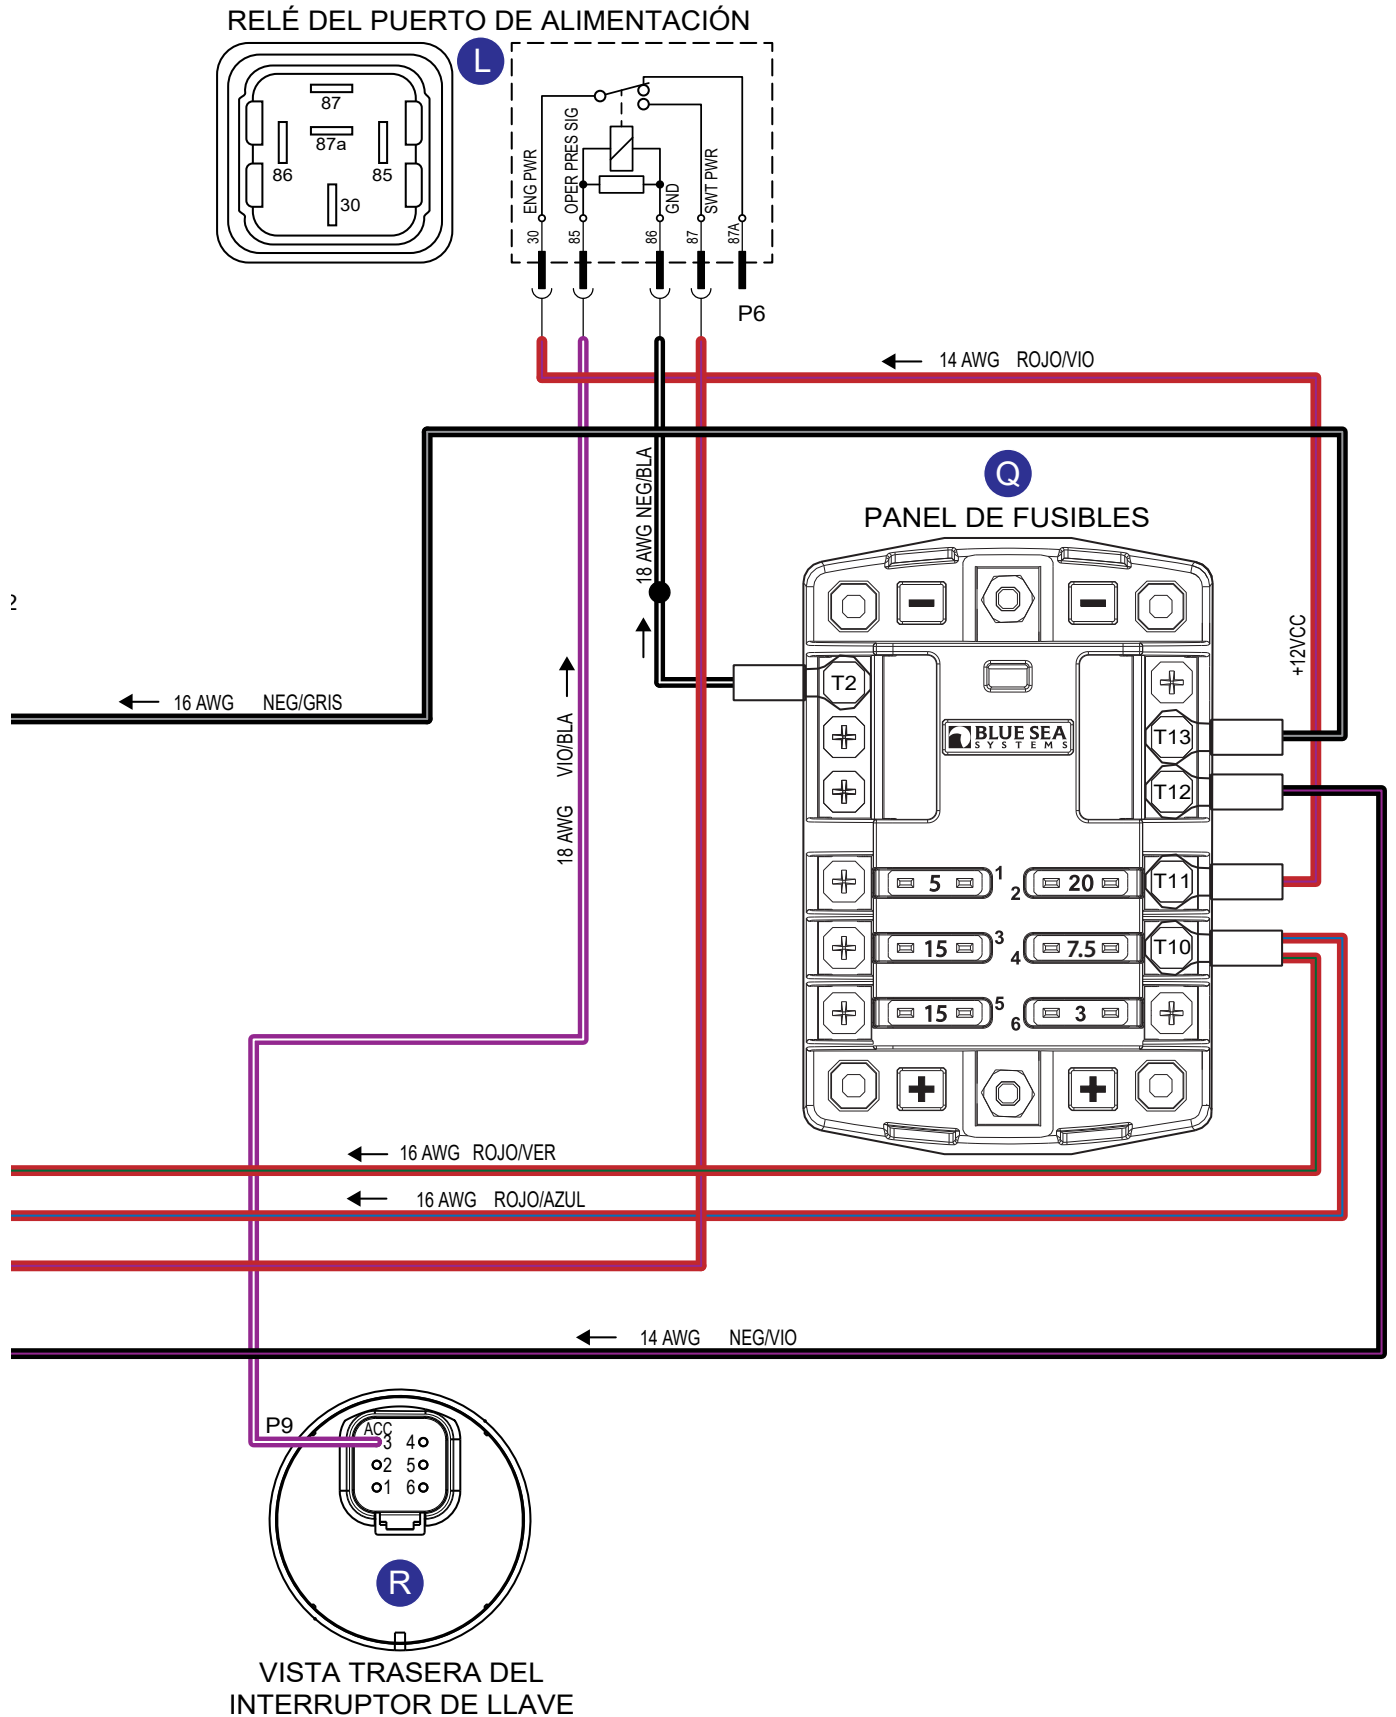 RELÉ DEL PUERTO DE ALIMENTACIÓN
L
87
87a
86
85
30
ENG PWR
OPER PRES SIG
GND
SWT PWR
30
85
86
87
87A
P6
14 AWG ROJO/VIO
18 AWG NEG/BLA
Q
PANEL DE FUSIBLES
2
16 AWG NEG/GRIS
18 AWG VIO/BLA
+12VCC
T2
BLUE SEA
SYSTEMS
T13
T12
5
1
2
20
T11
15
3
4
7.5
T10
15
5
6
3
16 AWG ROJO/VER
16 AWG ROJO/AZUL
14 AWG NEG/VIO
P9
ACC
3 4
2 5
1 6
R
VISTA TRASERA DEL
INTERRUPTOR DE LLAVE